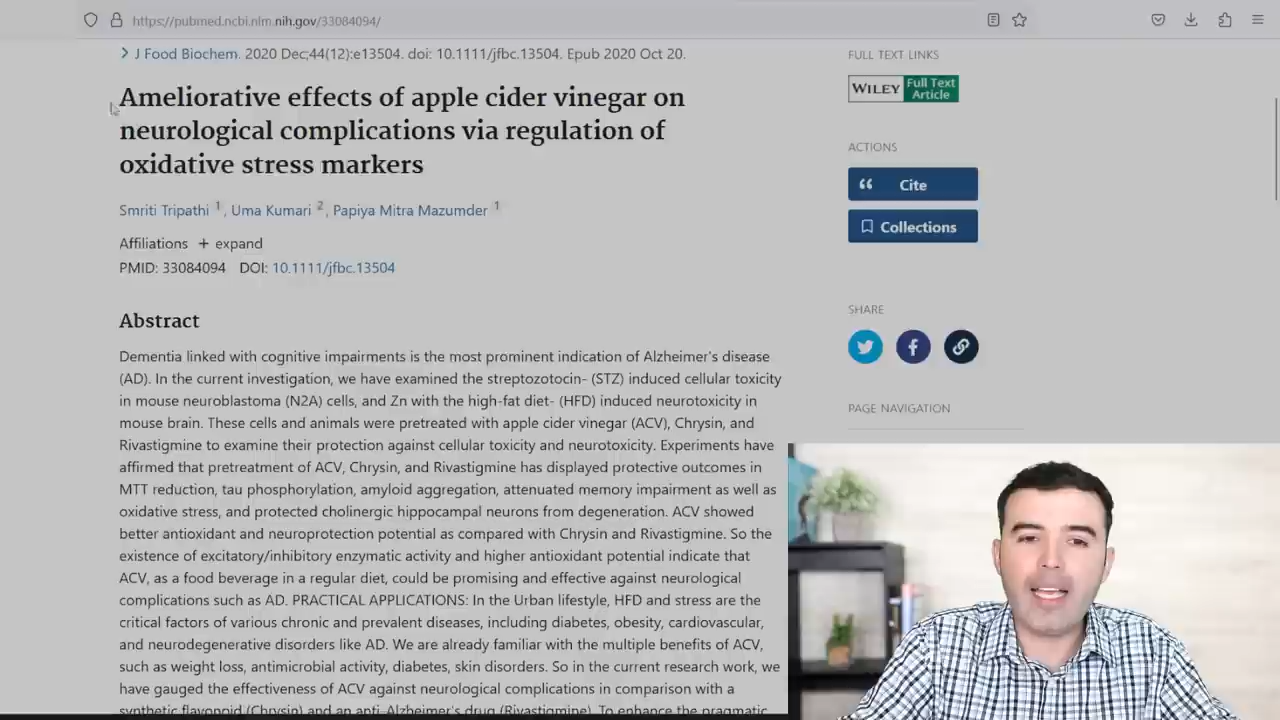 https://pubmed.ncbi.nlm.nih.gov/33084094/
J Food Biochem. 2020 Dec;44(12):e13504. doi: 10.1111/jfbc.13504. Epub 2020 Oct 20.
Ameliorative effects of apple cider vinegar on
neurological complications via regulation of
oxidative stress markers
Smriti Tripathi 1, Uma Kumari 2, Papiya Mitra Mazumder 1
Affiliations + expand
PMID: 33084094 DOI: 10.1111/jfbc.13504
Abstract
Dementia linked with cognitive impairments is the most prominent indication of Alzheimer's disease
(AD). In the current investigation, we have examined the streptozotocin- (STZ) induced cellular toxicity
in mouse neuroblastoma (N2A) cells, and Zn with the high-fat diet- (HFD) induced neurotoxicity in
mouse brain. These cells and animals were pretreated with apple cider vinegar (ACV), Chrysin, and
Rivastigmine to examine their protection against cellular toxicity and neurotoxicity. Experiments have
affirmed that pretreatment of ACV, Chrysin, and Rivastigmine has displayed protective outcomes in
MTT reduction, tau phosphorylation, amyloid aggregation, attenuated memory impairment as well as
oxidative stress, and protected cholinergic hippocampal neurons from degeneration. ACV showed
better antioxidant and neuroprotection potential as compared with Chrysin and Rivastigmine. So the
existence of excitatory/inhibitory enzymatic activity and higher antioxidant potential indicate that
ACV, as a food beverage in a regular diet, could be promising and effective against neurological
complications such as AD. PRACTICAL APPLICATIONS: In the Urban lifestyle, HFD and stress are the
critical factors of various chronic and prevalent diseases, including diabetes, obesity, cardiovascular,
and neurodegenerative disorders like AD. We are already familiar with the multiple benefits of ACV,
such as weight loss, antimicrobial activity, diabetes, skin disorders. So in the current research work, we
have gauged the effectiveness of ACV against neurological complications in comparison with a
synthetic flavonoid (Chrysin) and an anti-Alzheimer's drug (Rivastigmine). To enhance the pragmatic
FULL TEXT LINKS
WILEY Full Text
Article
ACTIONS
Cite
Collections
SHARE
PAGE NAVIGATION